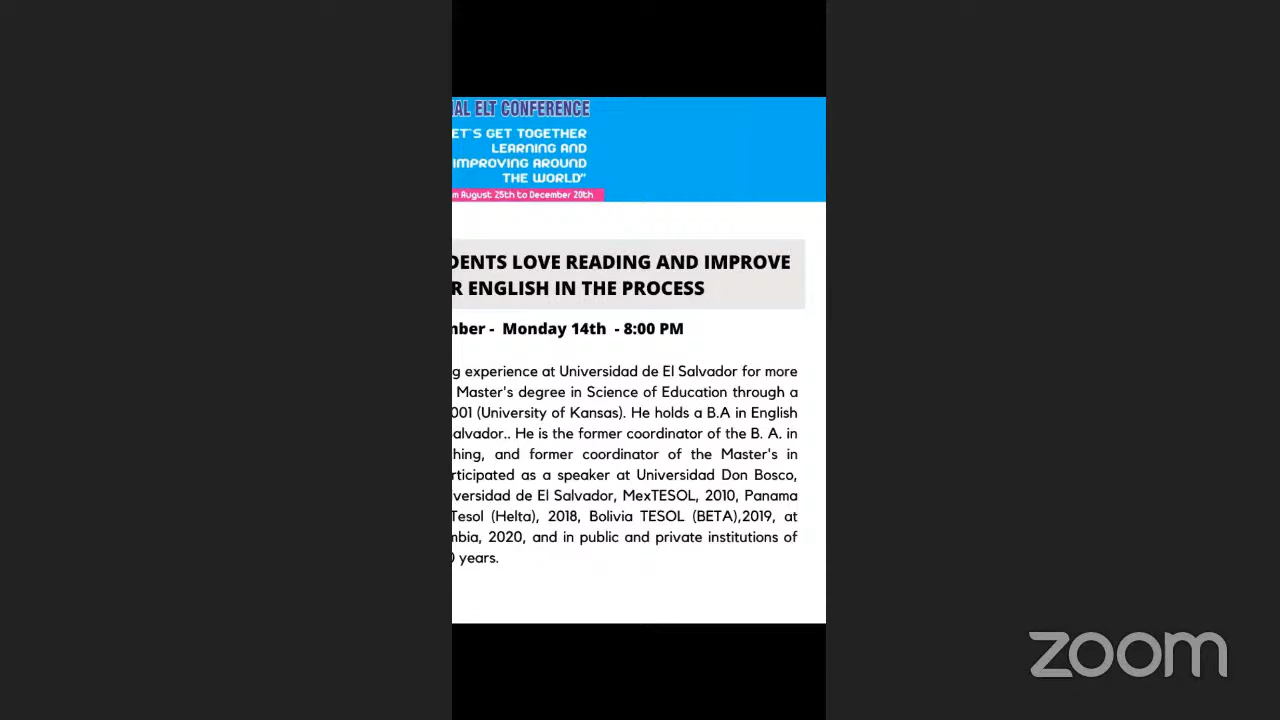 NAL ELT CONFERENCE
ET`S GET TOGETHER
LEARNING AND
IMPROVING AROUND
THE WORLD"
m August 25th to December 20th
DENTS LOVE READING AND IMPROVE
R ENGLISH IN THE PROCESS
mber - Monday 14th - 8:00 PM
g experience at Universidad de El Salvador for more
Master's degree in Science of Education through a
001 (University of Kansas). He holds a B.A in English
alvador.. He is the former coordinator of the B. A. in
hing, and former coordinator of the Master's in
rticipated as a speaker at Universidad Don Bosco,
versidad de El Salvador, MexTESOL, 2010, Panama
Tesol (Helta), 2018, Bolivia TESOL (BETA),2019, at
mbia, 2020, and in public and private institutions of
0 years.
zoom